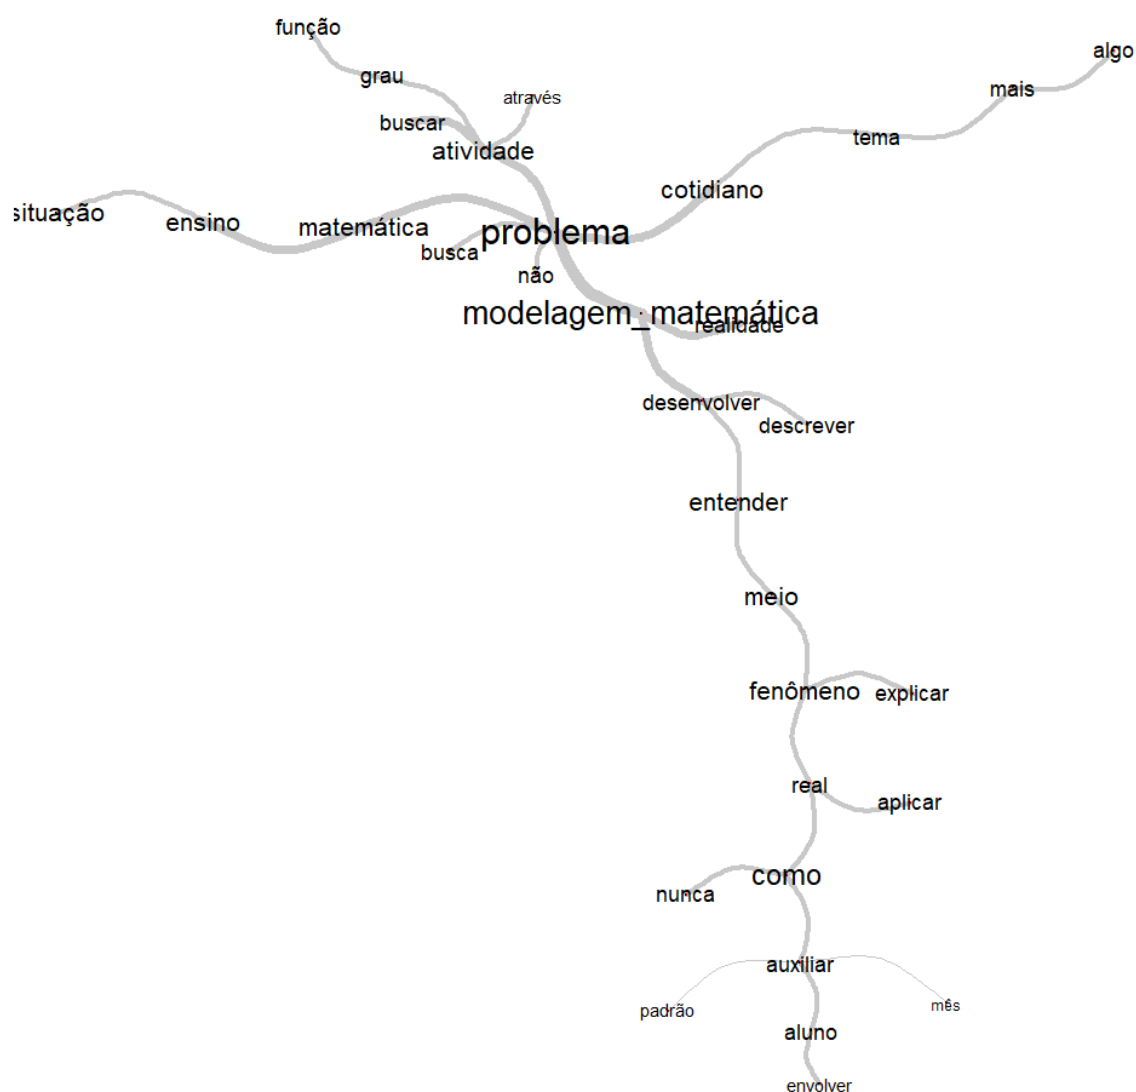 função
algo
grau
mais
através
buscar
tema
atividade
cotidiano
situação
ensino
matemática
problema
busca
não
modelagem_matemática
realidade
desenvolver
descrever
entender
meio
fenômeno
explicar
real
aplicar
como
nunca
auxiliar
padrão
mês
aluno
envolver